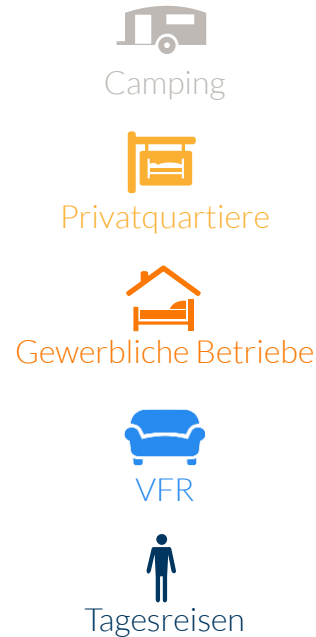 Camping
Privatquartiere
Gewerbliche Betriebe
VFR
Tagesreisen